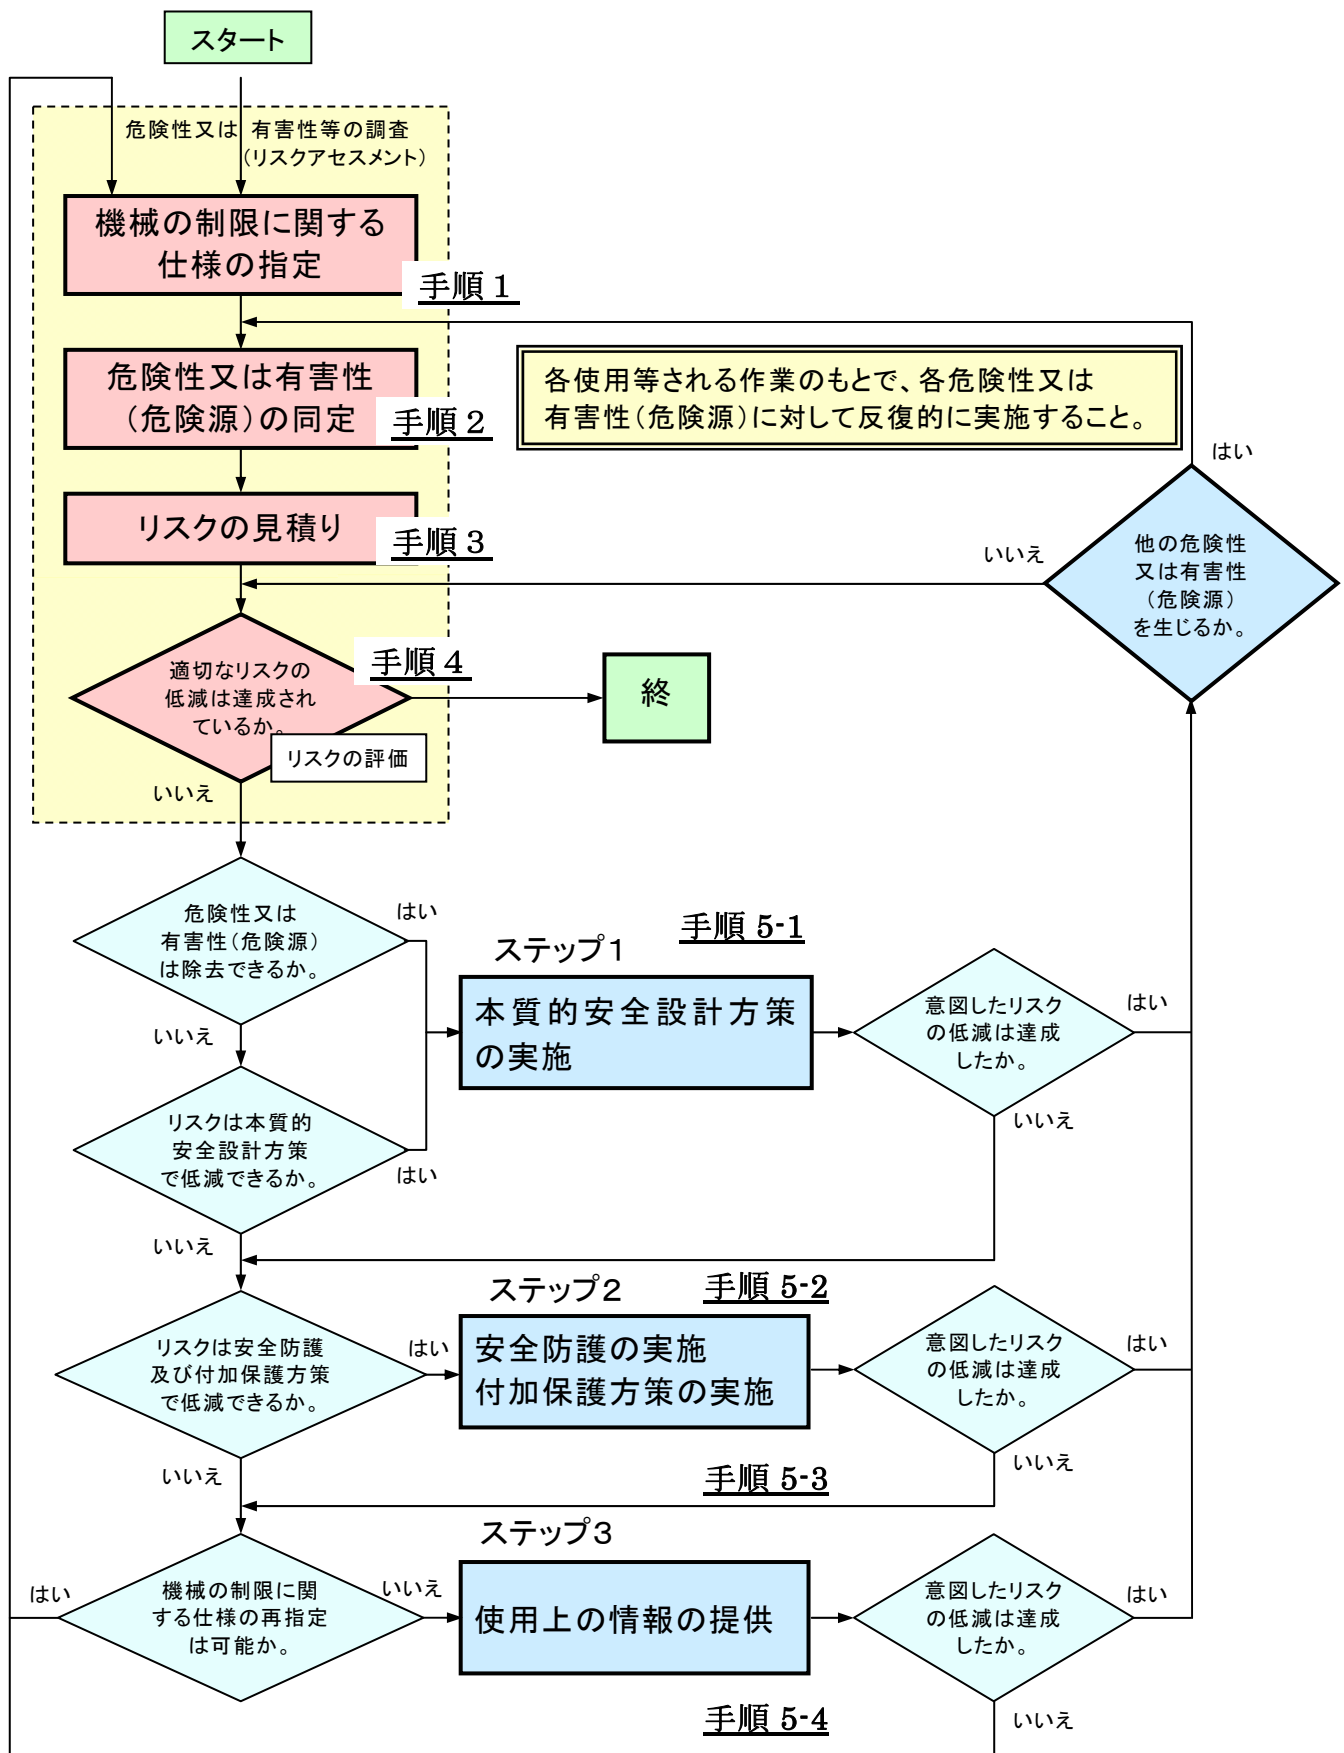 スタート
危険性又は 有害性等の調査
（リスクアセスメント）
機械の制限に関する
仕様の指定
手順１
危険性又は有害性
（危険源）の同定
手順２
各使用等される作業のもとで、各危険性又は
有害性（危険源）に対して反復的に実施すること。
はい
リスクの見積り
手順３
いいえ
他の危険性
又は有害性
（危険源）
を生じるか。
適切なリスクの
低減は達成され
ているか。
手順４
終
リスクの評価
いいえ
危険性又は
有害性（危険源）
は除去できるか。
はい
手順 5-1
ステップ１
本質的安全設計方策
の実施
意図したリスク
の低減は達成
したか。
はい
いいえ
リスクは本質的
安全設計方策
で低減できるか。
はい
いいえ
いいえ
手順 5-2
ステップ２
リスクは安全防護
及び付加保護方策
で低減できるか。
はい
安全防護の実施
付加保護方策の実施
意図したリスク
の低減は達成
したか。
はい
いいえ
いいえ
手順 5-3
ステップ３
はい
機械の制限に関
する仕様の再指定
は可能か。
いいえ
使用上の情報の提供
意図したリスク
の低減は達成
したか。
はい
手順 5-4
いいえ